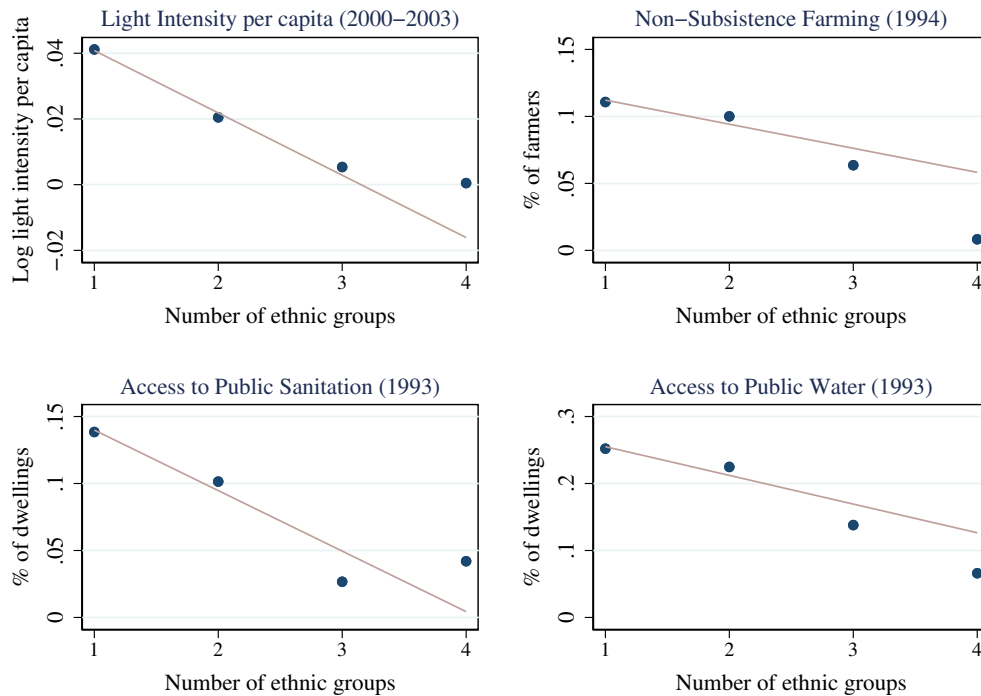 Light Intensity per capita (2000−2003)
Log light intensity per capita
.04
.02
0
−.02
1 2 3 4
Number of ethnic groups
Non−Subsistence Farming (1994)
% of farmers
.15
.1
.05
0
1 2 3 4
Number of ethnic groups
Access to Public Sanitation (1993)
% of dwellings
.15
.1
.05
0
1 2 3 4
Number of ethnic groups
Access to Public Water (1993)
% of dwellings
.3
.2
.1
0
1 2 3 4
Number of ethnic groups